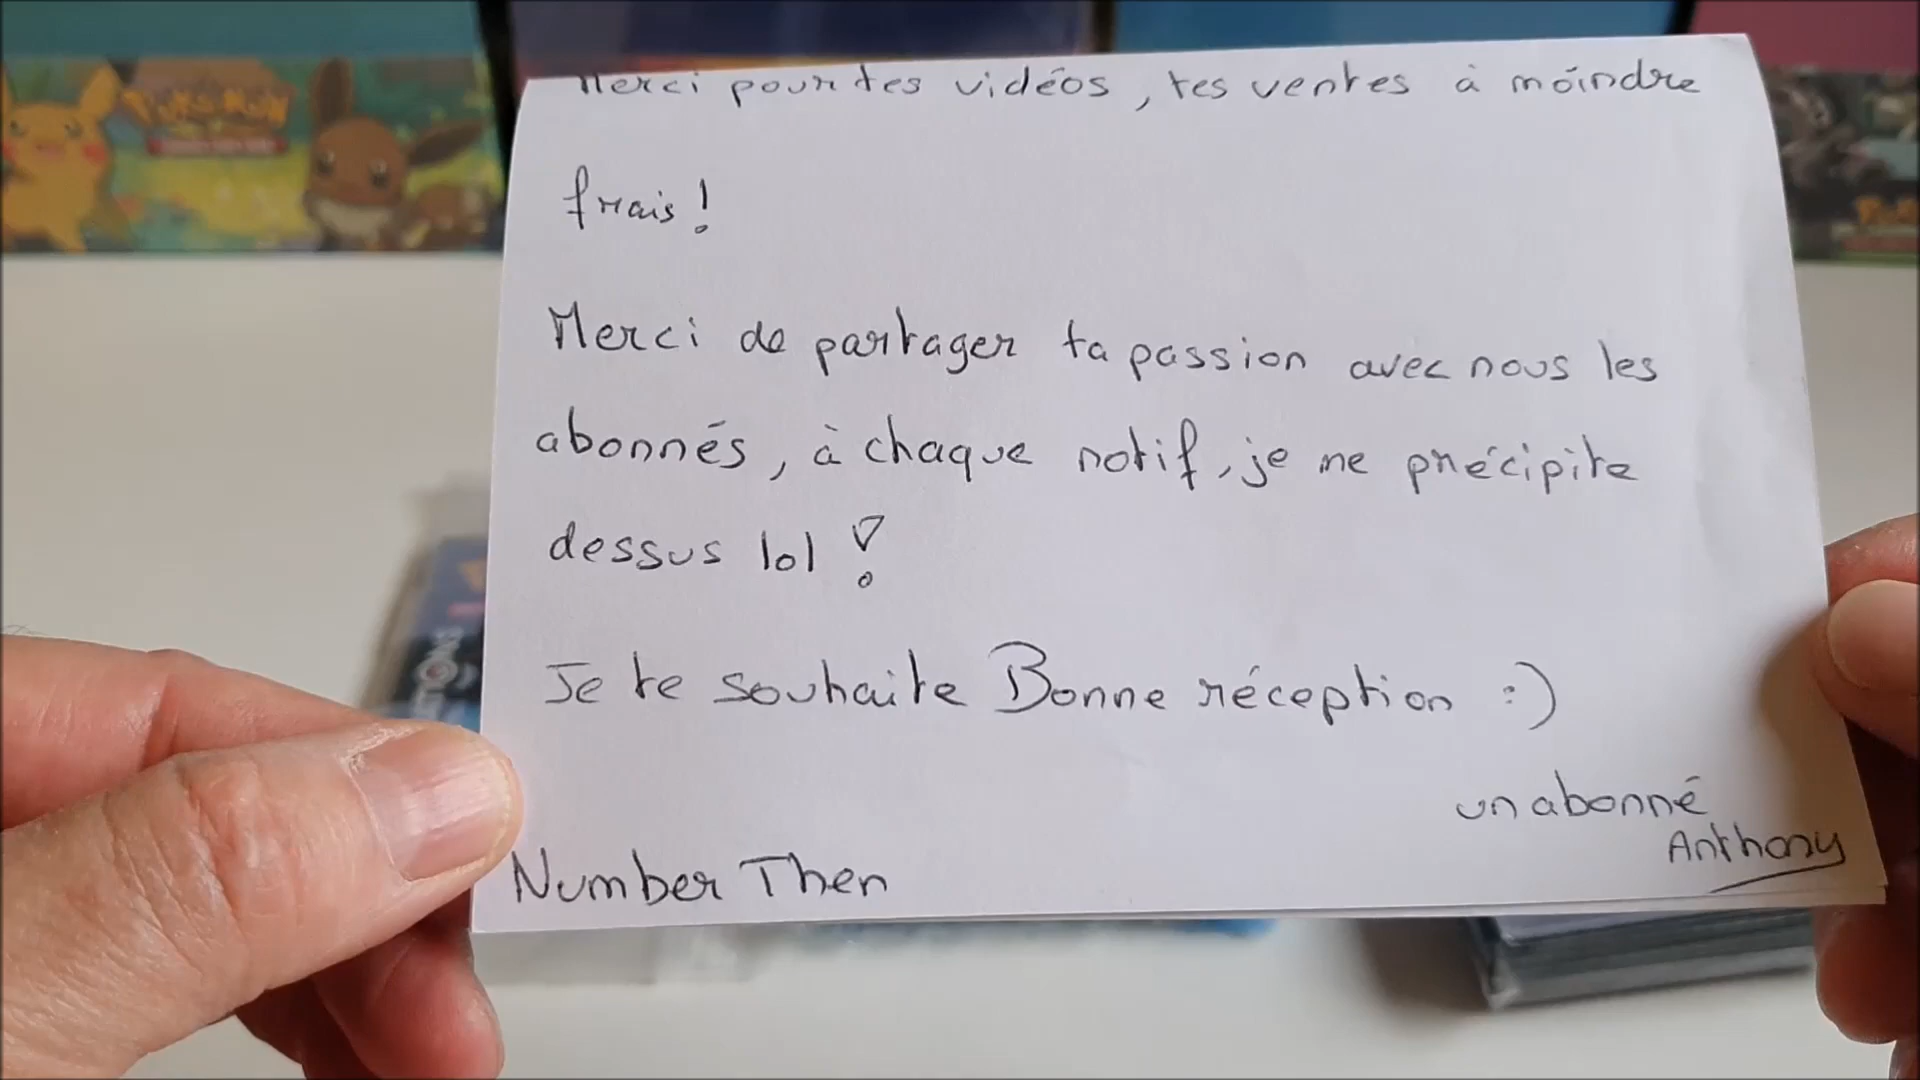 POKÉMON
Merci pour tes vidéos, tes ventes à moindre
frais !
Merci de partager ta passion avec nous les
abonnés, à chaque notif, je me précipite
dessus lol !
Je te souhaite Bonne réception :)
un abonné
Anthony
Number Then